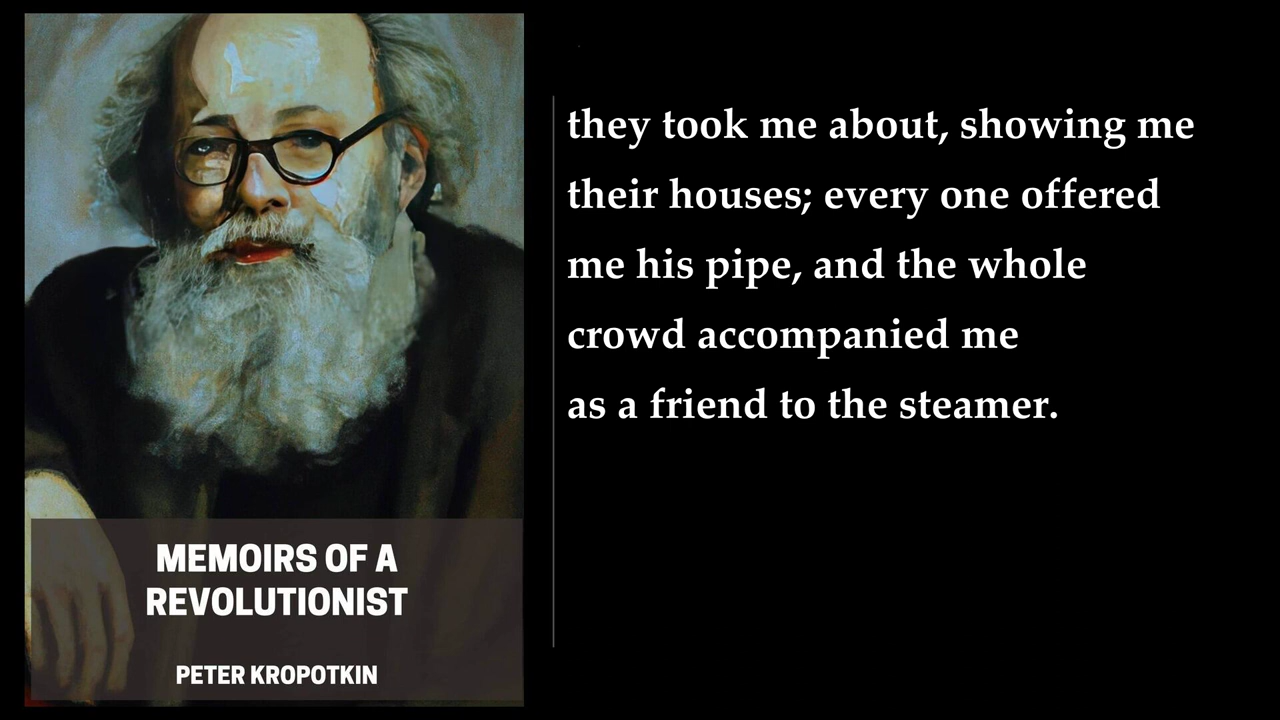 MEMOIRS OF A
REVOLUTIONIST
PETER KROPOTKIN
they took me about, showing me
their houses; every one offered
me his pipe, and the whole
crowd accompanied me
as a friend to the steamer.